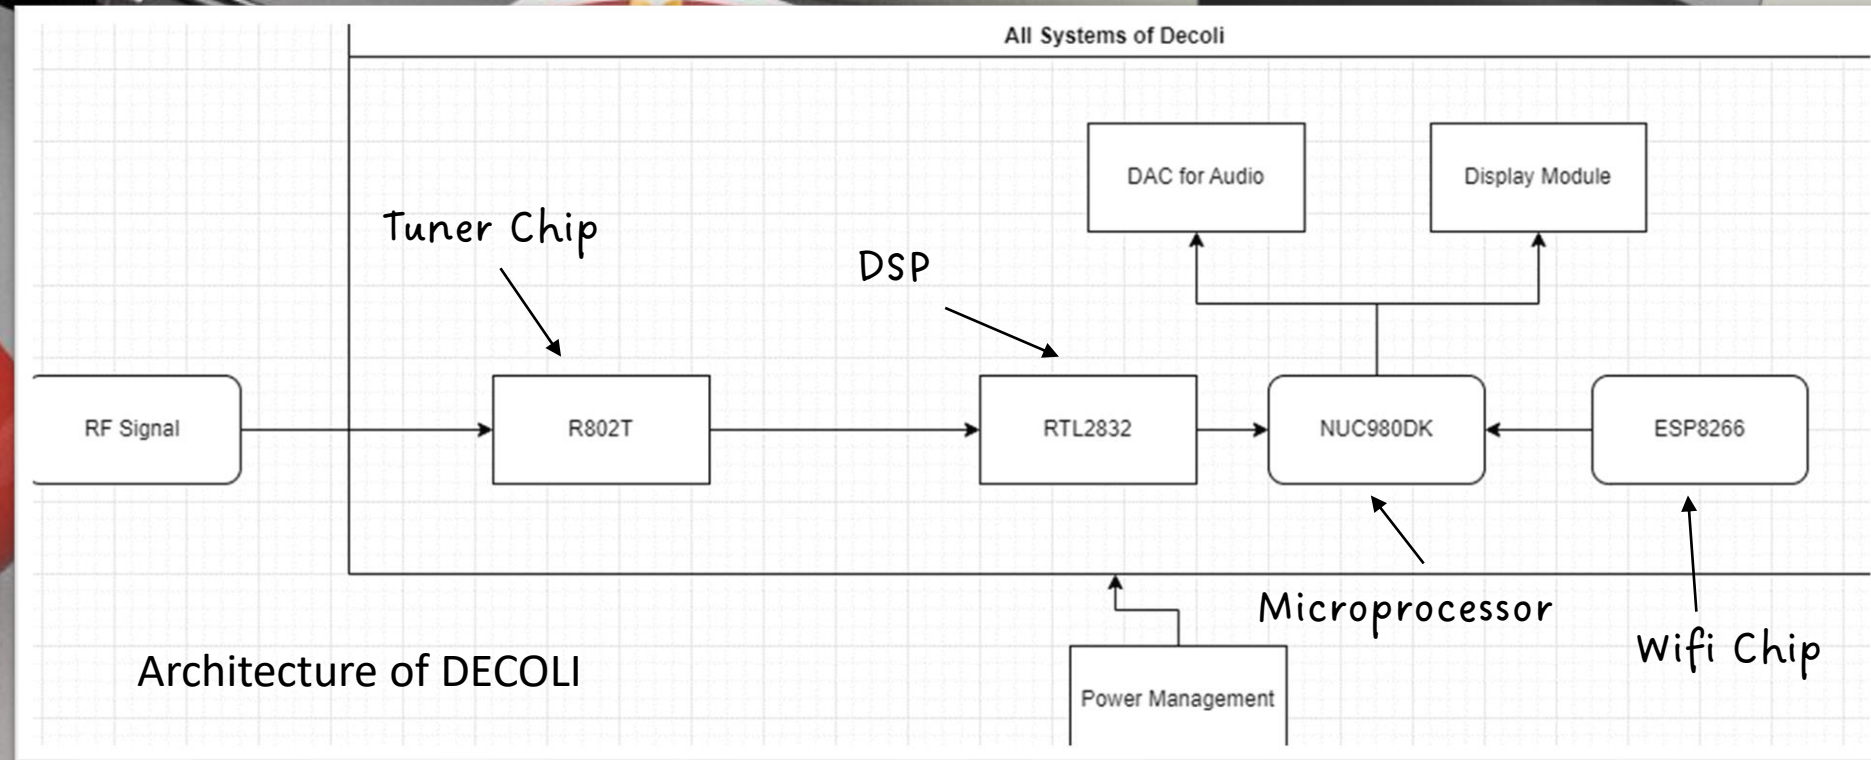 All Systems of Decoli
DAC for Audio
Display Module
Tuner Chip
DSP
RF Signal
R802T
RTL2832
NUC980DK
ESP8266
Microprocessor
Wifi Chip
Architecture of DECOLI
Power Management